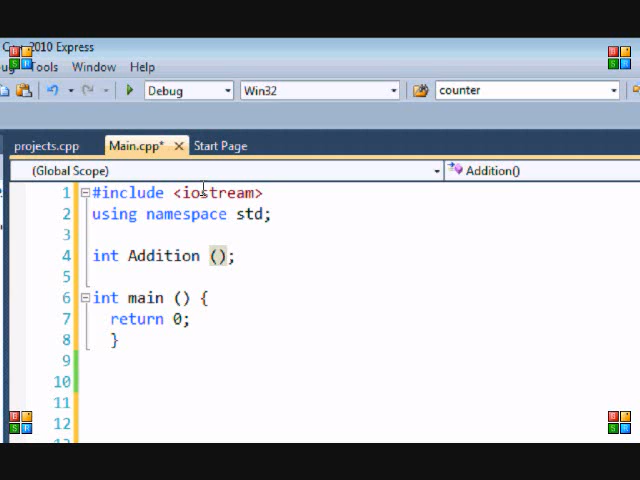 2010 Express
Tools Window Help
Debug Win32 counter
projects.cpp Main.cpp* Start Page
(Global Scope) Addition()
1 #include <iostream>
2 using namespace std;
3
4 int Addition ();
5
6 int main () {
7 return 0;
8 }
9
10
11
12